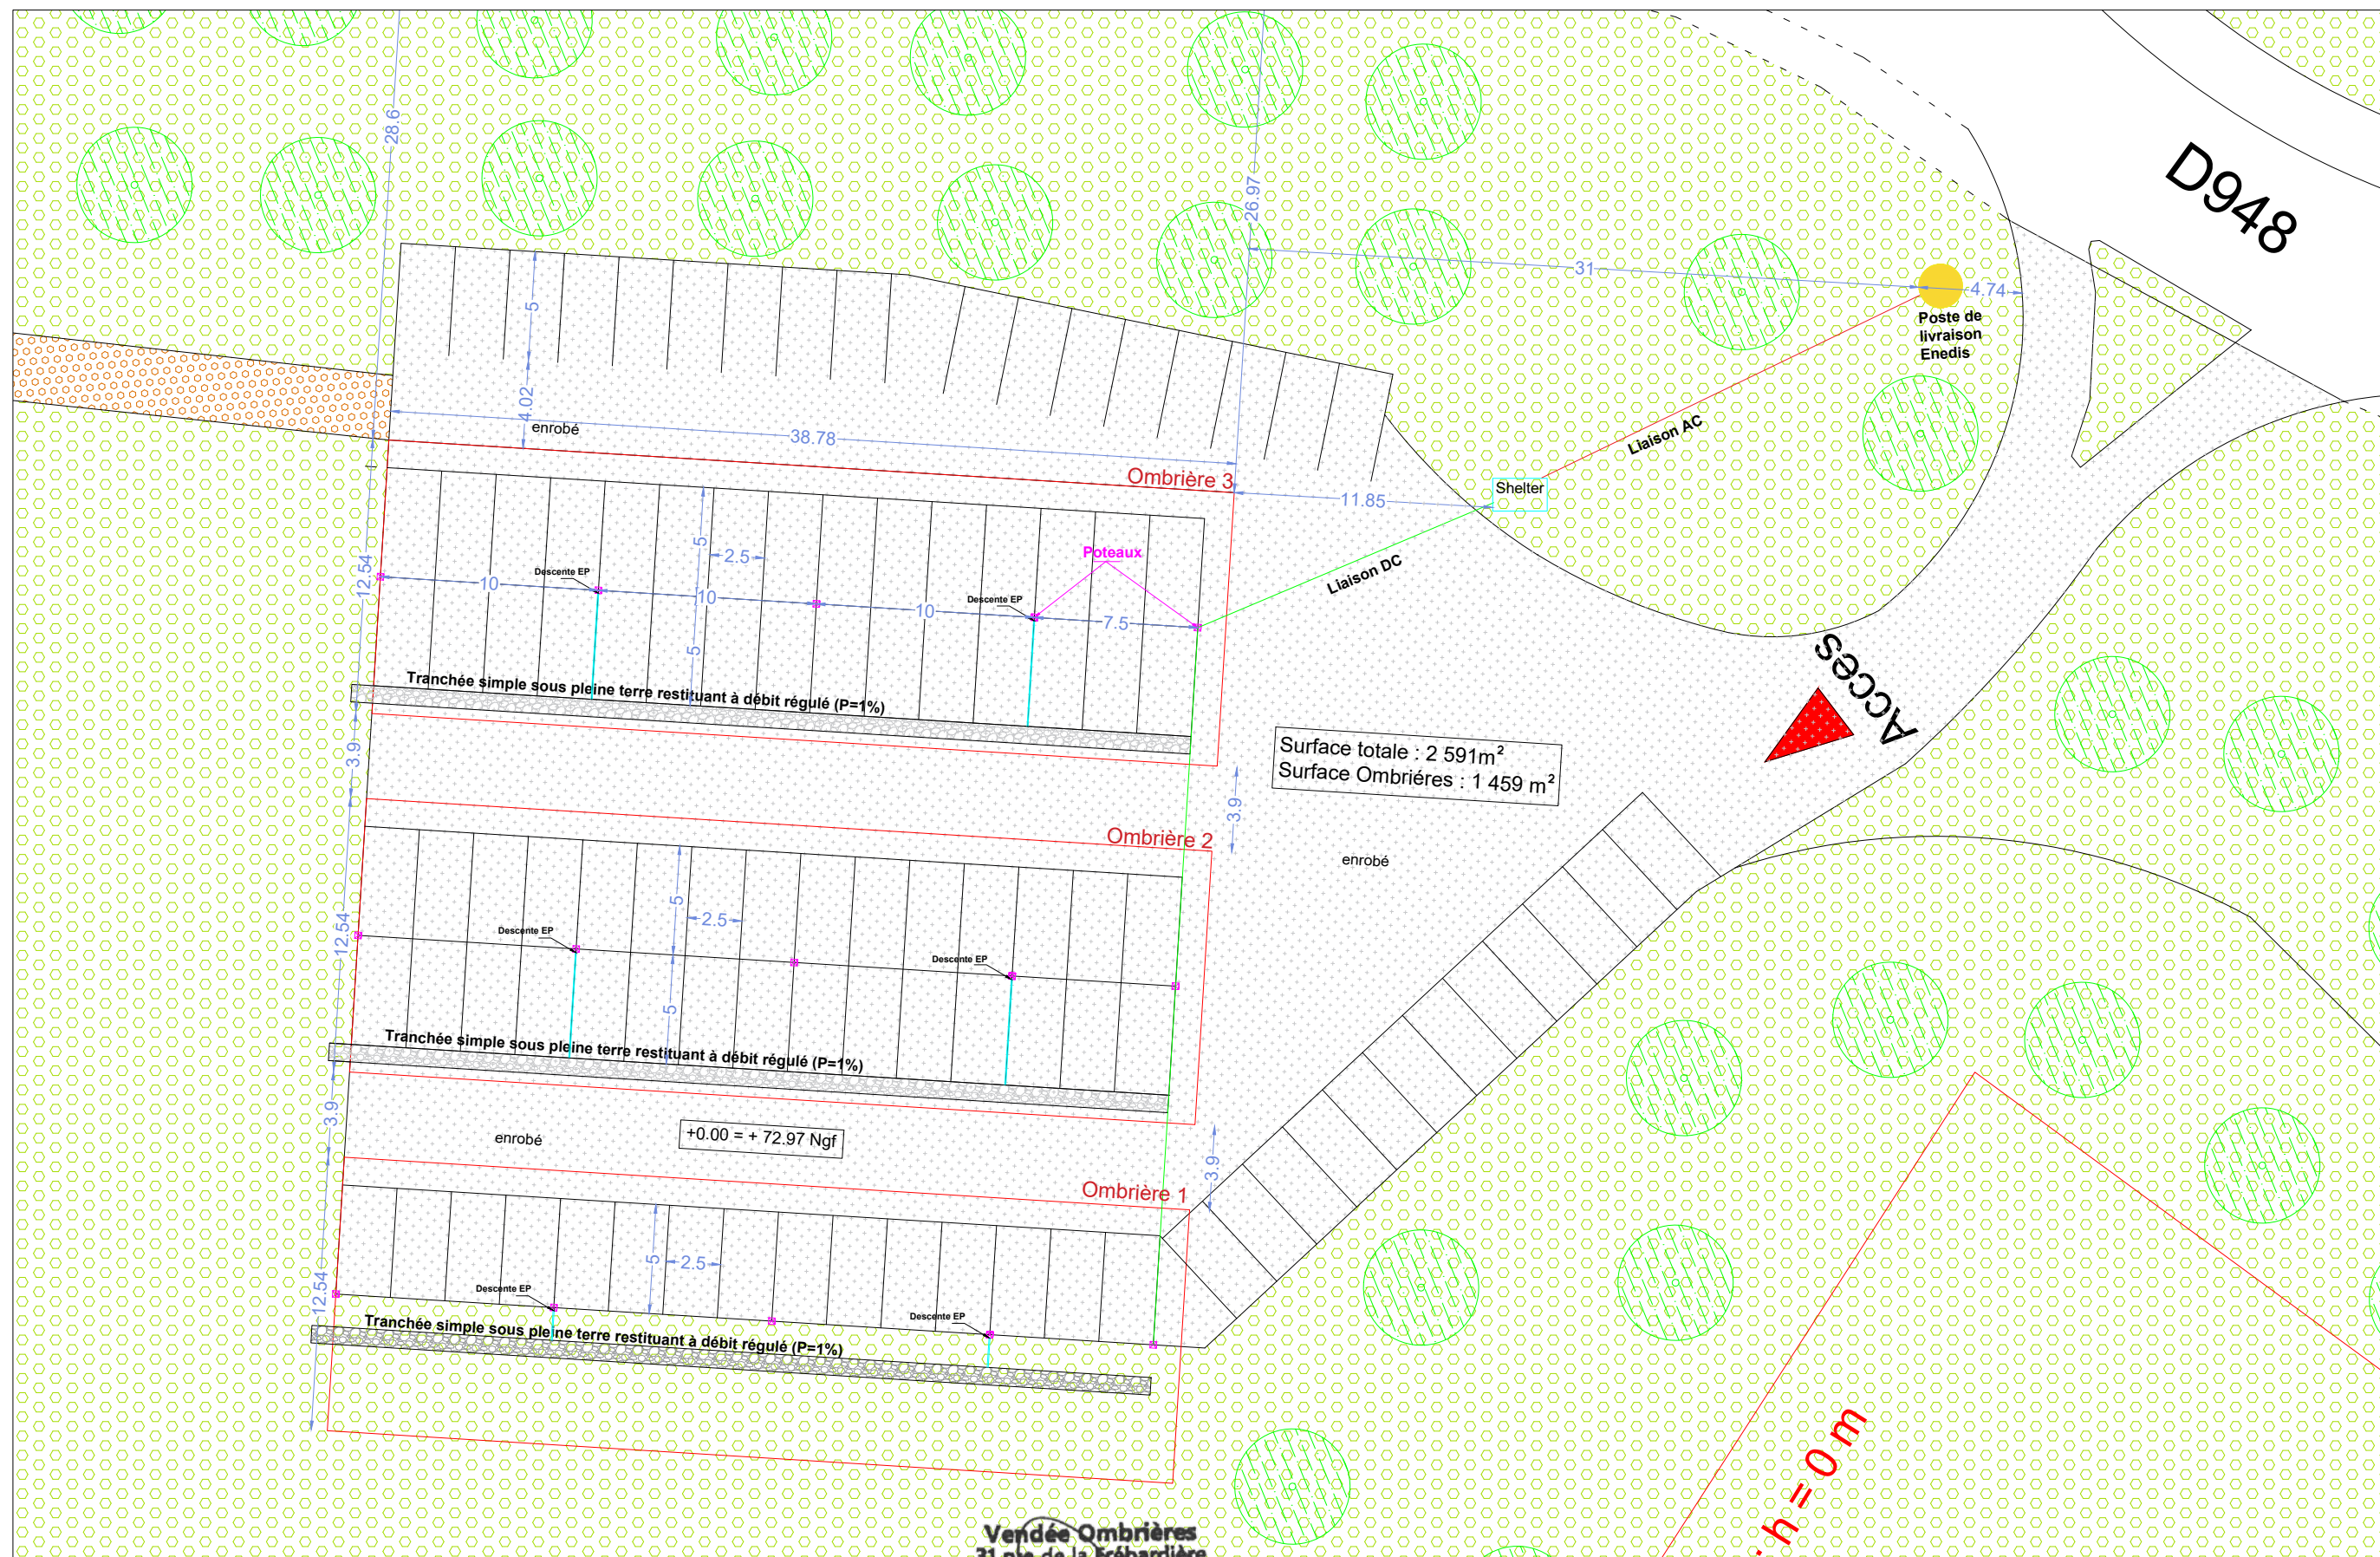 28.6
26.97
D948
31
4.74
Poste de
livraison
Enedis
5
4.02
enrobé
38.78
Liaison AC
Ombrière 3
11.85
Shelter
12.54
5
2.5
Poteaux
Descente EP
10
10
Descente EP
10
7.5
Liaison DC
5
Tranchée simple sous pleine terre restituant à débit régulé (P=1%)
Accès
3.9
Surface totale : 2 591m²
Surface Ombriéres : 1 459 m²
3.9
Ombrière 2
enrobé
12.54
5
2.5
Descente EP
Descente EP
5
Tranchée simple sous pleine terre restituant à débit régulé (P=1%)
3.9
enrobé
+0.00 = + 72.97 Ngf
3.9
Ombrière 1
12.54
5
2.5
Descente EP
Descente EP
Tranchée simple sous pleine terre restituant à débit régulé (P=1%)
h = 0 m
Vendée Ombrières
31 rue de la Frébardière